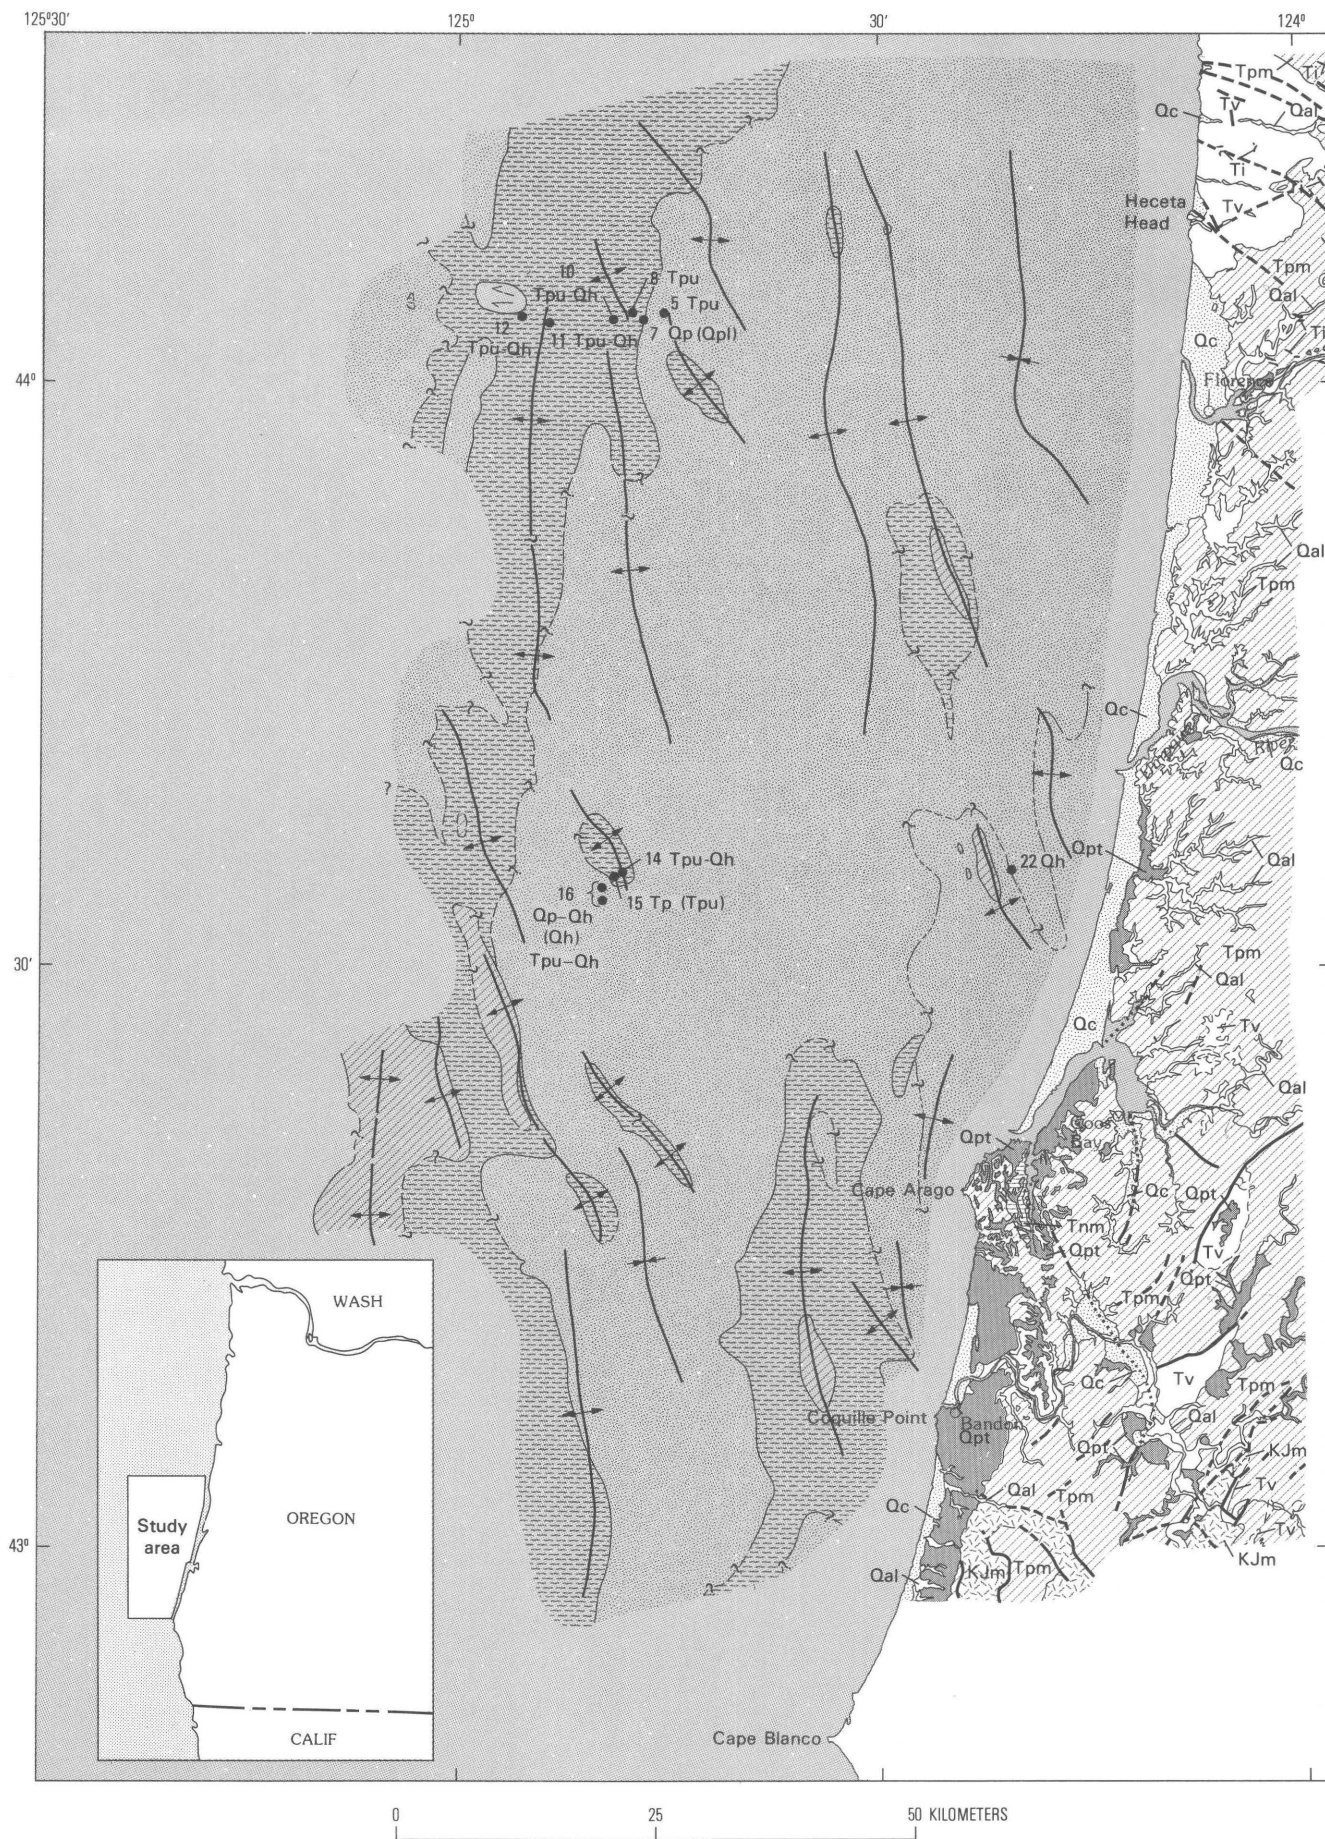 125°30' 125° 30' 124°
Tpm Ti
Qc Tv Qal
Ti
Heceta
Head
Tv
Tpm
10 8 Tpu
Tpu-Qh 5 Tpu
Qal
12 11 Tpu-Qh 7 Qp (Qpl)
Tpu-Qh
Qc
Ti
44°
Florence
Qal
Tpm
Qc
Umpqua River
Qc
Qpt
14 Tpu-Qh
22 Qh
Qal
16 15 Tp (Tpu)
Qp-Qh
(Qh)
Tpu-Qh
30'
Tpm
Qal
Qc
Tv
Qal
Coos
Bay
Qpt
Cape Arago
Qc Qpt
Tnm
Qpt
Tv
Qpt
Tpm
WASH
Qc Tv
Tpm
Coquille Point
Bandon
Qpt
Qal
Qpt
KJm
Qal
Tpm
Tv
Qc
Study
area
OREGON
43°
Tv
KJm
Qal
KJm Tpm
CALIF
Cape Blanco
0 25 50 KILOMETERS